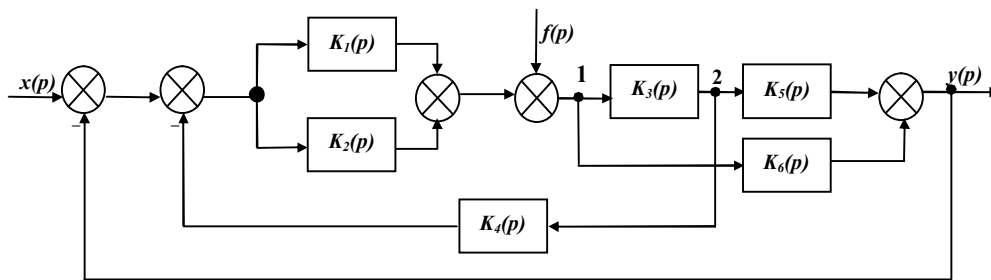 x(p)
K1(p)
K2(p)
f(p)
1
K3(p)
2
K5(p)
K6(p)
y(p)
K4(p)
–
–